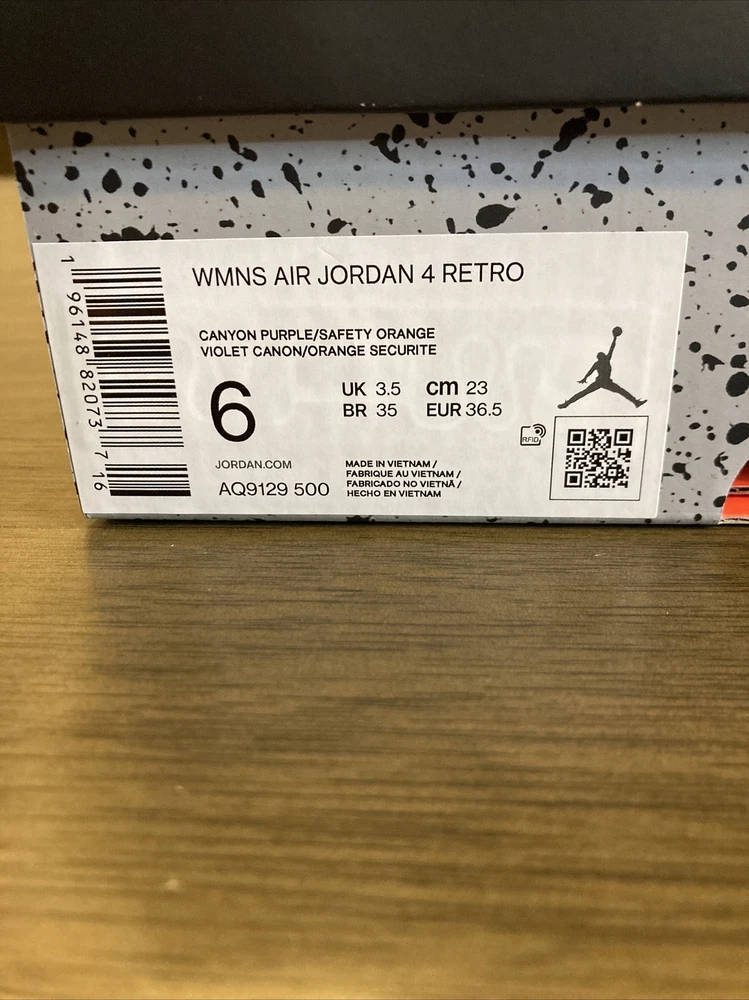 WMNS AIR JORDAN 4 RETRO
CANYON PURPLE/SAFETY ORANGE
VIOLET CANON/ORANGE SECURITE
6
UK 3.5 cm 23
BR 35 EUR 36.5
RFID
JORDAN.COM
AQ9129 500
MADE IN VIETNAM /
FABRIQUE AU VIETNAM /
FABRICADO NO VIETNÃ /
HECHO EN VIETNAM
1 96148 82073 7 16